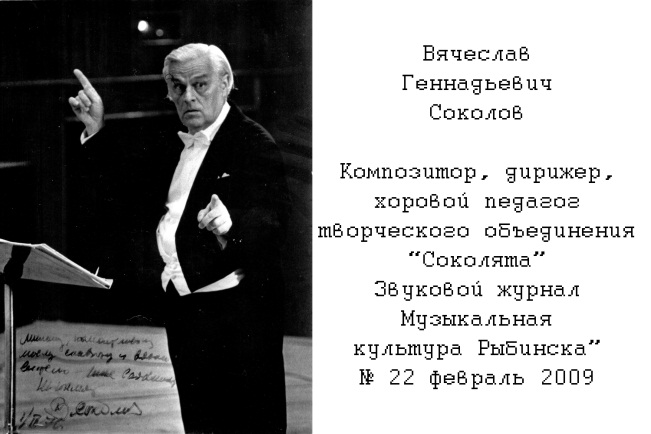 Вячеслав
Геннадьевич
Соколов
Композитор, дирижер,
хоровой педагог
творческого объединения
“Соколята”
Звуковой журнал
Музыкальная
культура Рыбинска”
№ 22 февраль 2009